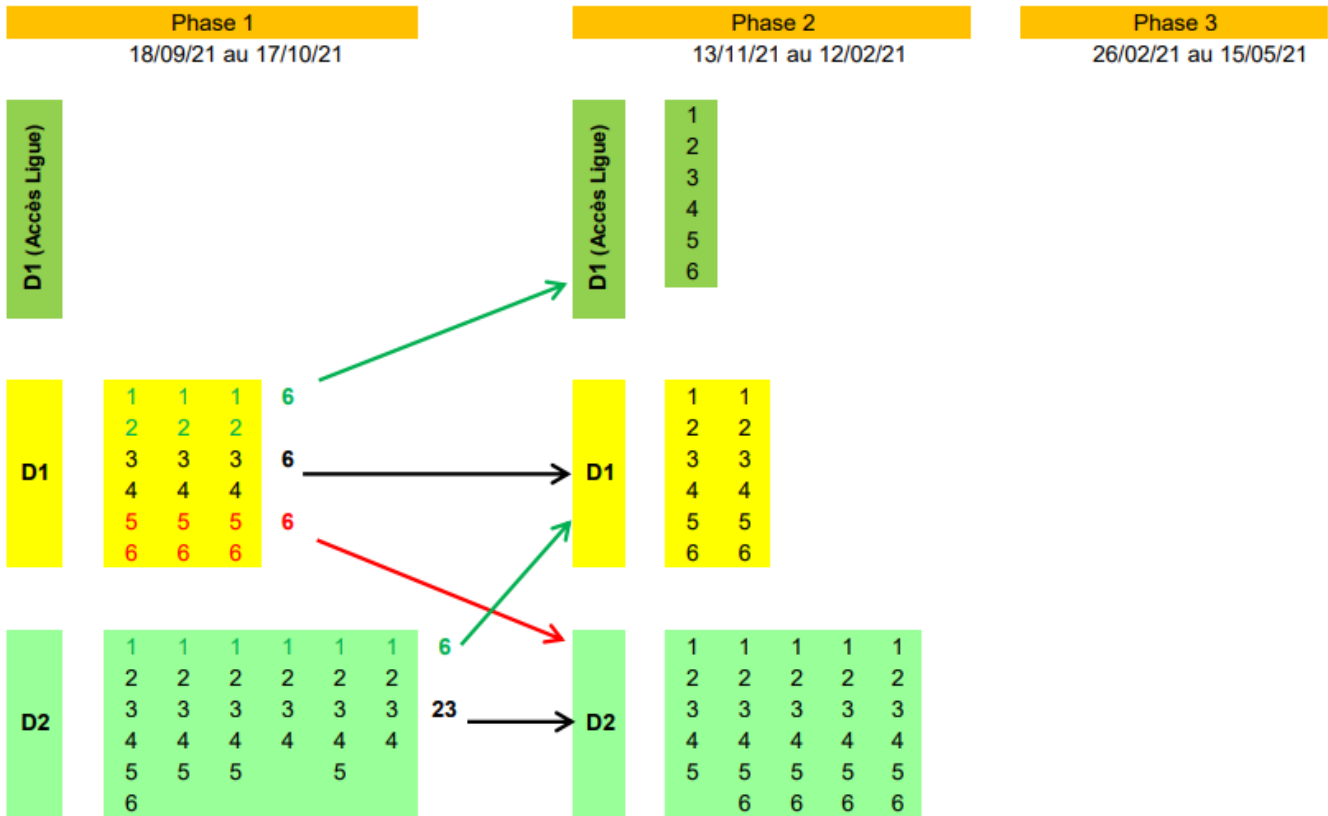 Phase 1 Phase 2 Phase 3
18/09/21 au 17/10/21 13/11/21 au 12/02/21 26/02/21 au 15/05/21
D1 (Accès Ligue)
D1 (Accès Ligue)
1
2
3
4
5
6
D1
1 1 1 6
2 2 2
3 3 3 6
4 4 4
5 5 5 6
6 6 6
D1
1 1
2 2
3 3
4 4
5 5
6 6
D2
1 1 1 1 1 1 6
2 2 2 2 2 2
3 3 3 3 3 3 23
4 4 4 4 4 4
5 5 5 5
6
D2
1 1 1 1 1
2 2 2 2 2
3 3 3 3 3
4 4 4 4 4
5 5 5 5 5
6 6 6 6